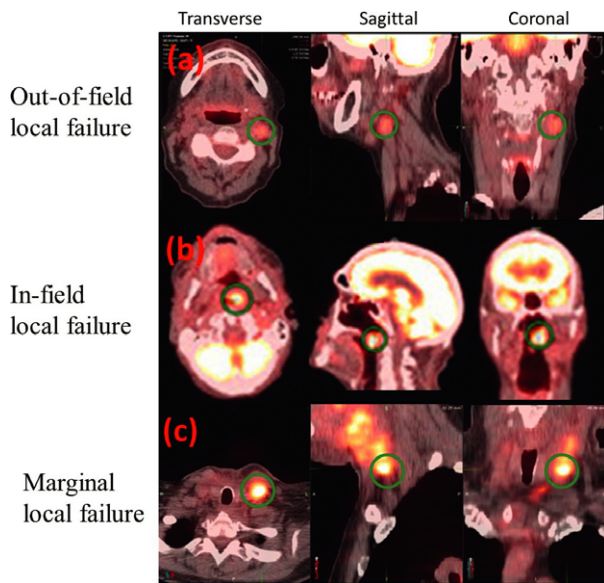 Transverse
Sagittal
Coronal
(a)
Out-of-field
local failure
(b)
In-field
local failure
(c)
Marginal
local failure